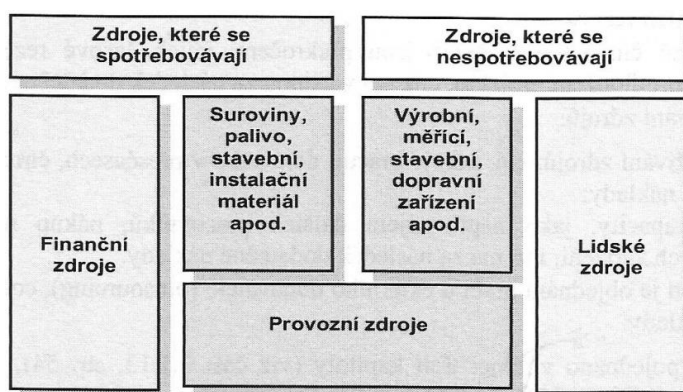 Zdroje, které se
spotřebovávají
Zdroje, které se
nespotřebovávají
Finanční
zdroje
Suroviny,
palivo,
stavební,
instalační
materiál
apod.
Výrobní,
měřící,
stavební,
dopravní
zařízení
apod.
Lidské
zdroje
Provozní zdroje